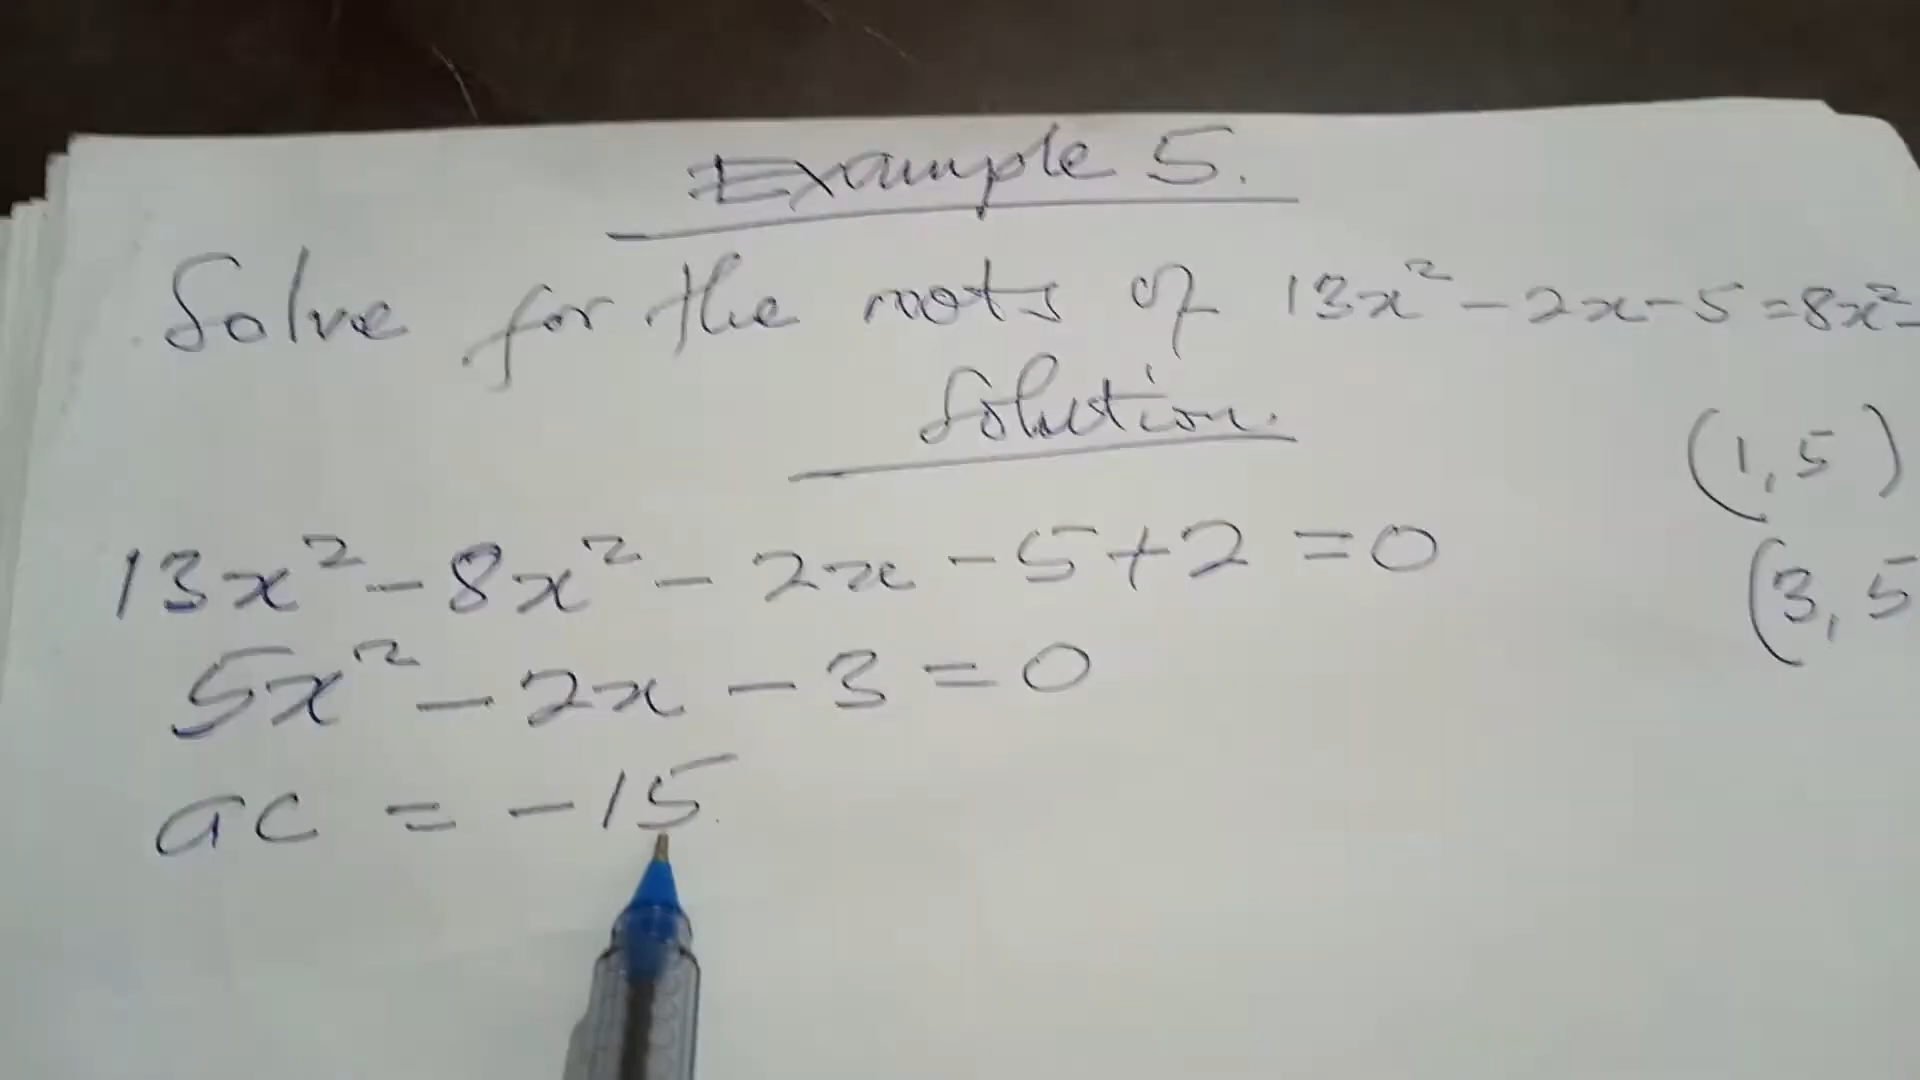 Example 5.
Solve for the roots of 13x² - 2x - 5 = 8x² -
Solution.
(1, 5)
13x² - 8x² - 2x - 5 + 2 = 0
(3, 5
5x² - 2x - 3 = 0
ac = -15